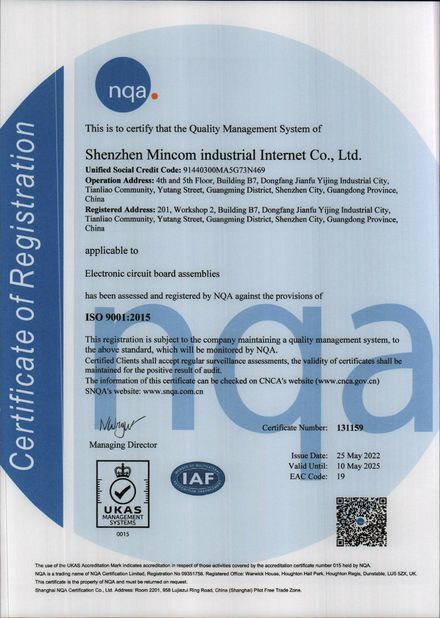 nqa.
Certificate of Registration
This is to certify that the Quality Management System of
Shenzhen Mincom industrial Internet Co., Ltd.
Unified Social Credit Code: 91440300MA5G73N469
Operation Address: 4th and 5th Floor, Building B7, Dongfang Jianfu Yijing Industrial City,
Tianliao Community, Yutang Street, Guangming District, Shenzhen City, Guangdong Province,
China
Registered Address: 201, Workshop 2, Building B7, Dongfang Jianfu Yijing Industrial City,
Tianliao Community, Yutang Street, Guangming District, Shenzhen City, Guangdong Province,
China
applicable to
Electronic circuit board assemblies
has been assessed and registered by NQA against the provisions of
ISO 9001:2015
nqa
This registration is subject to the company maintaining a quality management system, to
the above standard, which will be monitored by NQA.
Certified Clients shall accept regular surveillance assessments, the validity of certificates shall be
maintained for the positive result of audit.
The information of this certificate can be checked on CNCA's website (www.cnca.gov.cn)
SNQA's website: www.snqa.com.cn
Certificate Number: 131159
Managing Director
Issue Date: 25 May 2022
Valid Until: 10 May 2025
EAC Code: 19
UKAS
MANAGEMENT
SYSTEMS
0015
IAF
The use of the UKAS Accreditation Mark indicates accreditation in respect of those activities covered by the accreditation certificate number 015 held by NQA.
NQA is a trading name of NQA Certification Limited, Registration No 09351758. Registered Office: Warwick House, Houghton Hall Park, Houghton Regis, Dunstable, LU5 5ZX, UK.
This certificate is the property of NQA and must be returned on request.
Shanghai NQA Certification Co., Ltd. Address: Room 2201, 958 Lujiazui Ring Road, China (Shanghai) Pilot Free Trade Zone.